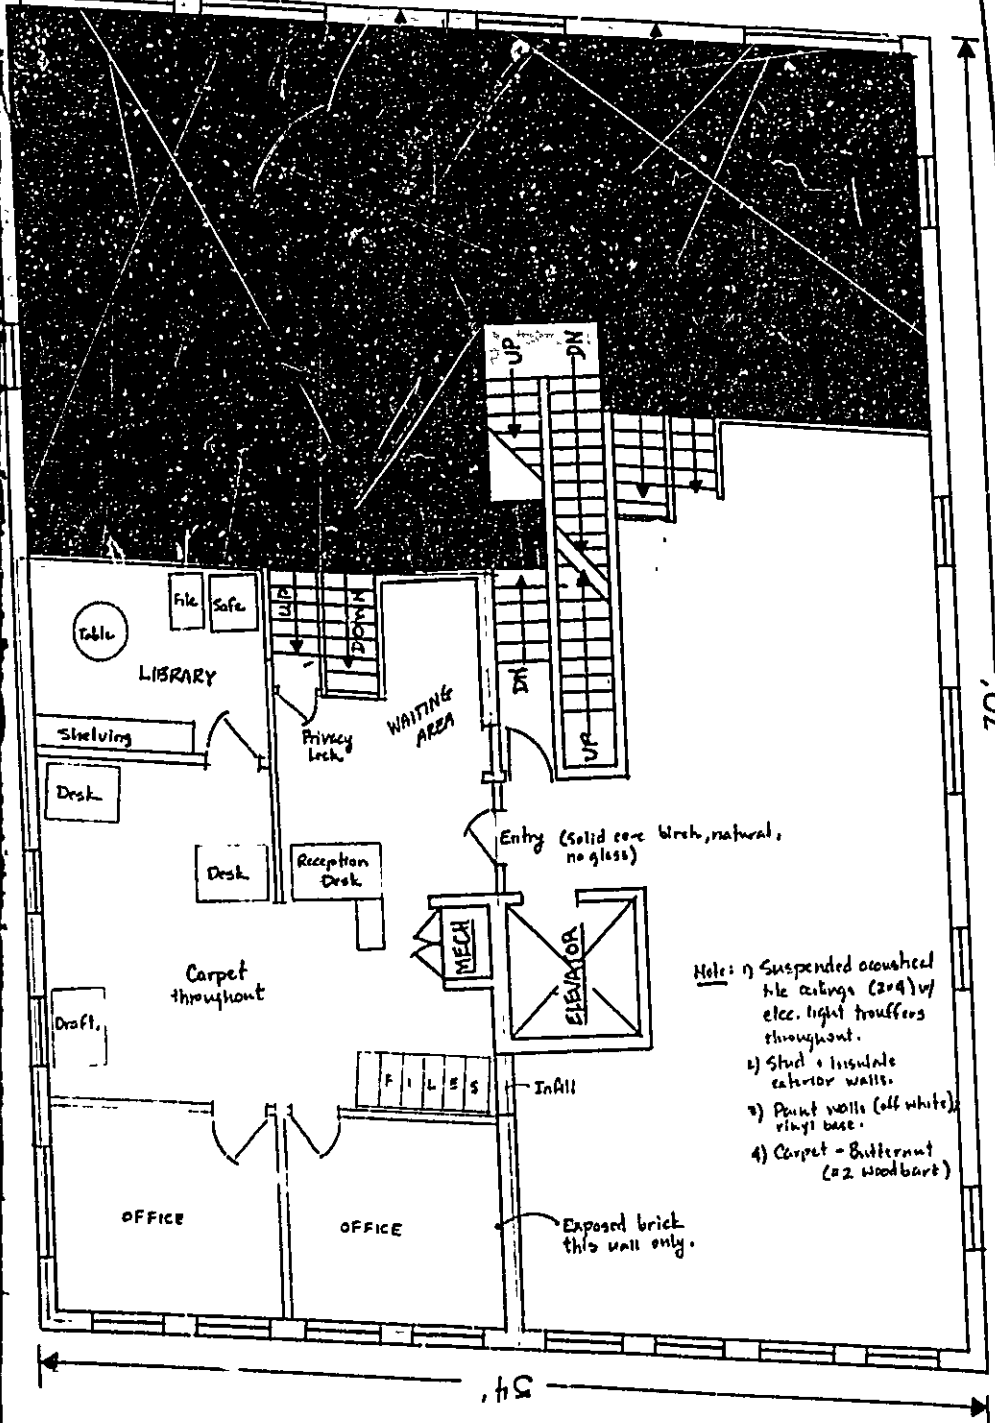 UP
DN
File
Safe
Table
UP
DOWN
LIBRARY
WAITING
AREA
DN
Shelving
Privacy
Lock
UP
Desk
Entry (solid core birch, natural,
no glass)
Desk
Reception
Desk
MECH
ELEVATOR
Carpet
throughout
Draft.
Note: 1) Suspended acoustical
tile ceilings (2x4) w/
elec. light trouffers
throughout.
2) Stud & insulate
exterior walls.
3) Paint walls (off white);
vinyl base.
4) Carpet - Butternut
(#2 Woodbark)
FILES
Infill
OFFICE
OFFICE
Exposed brick
this wall only.
54'
70'